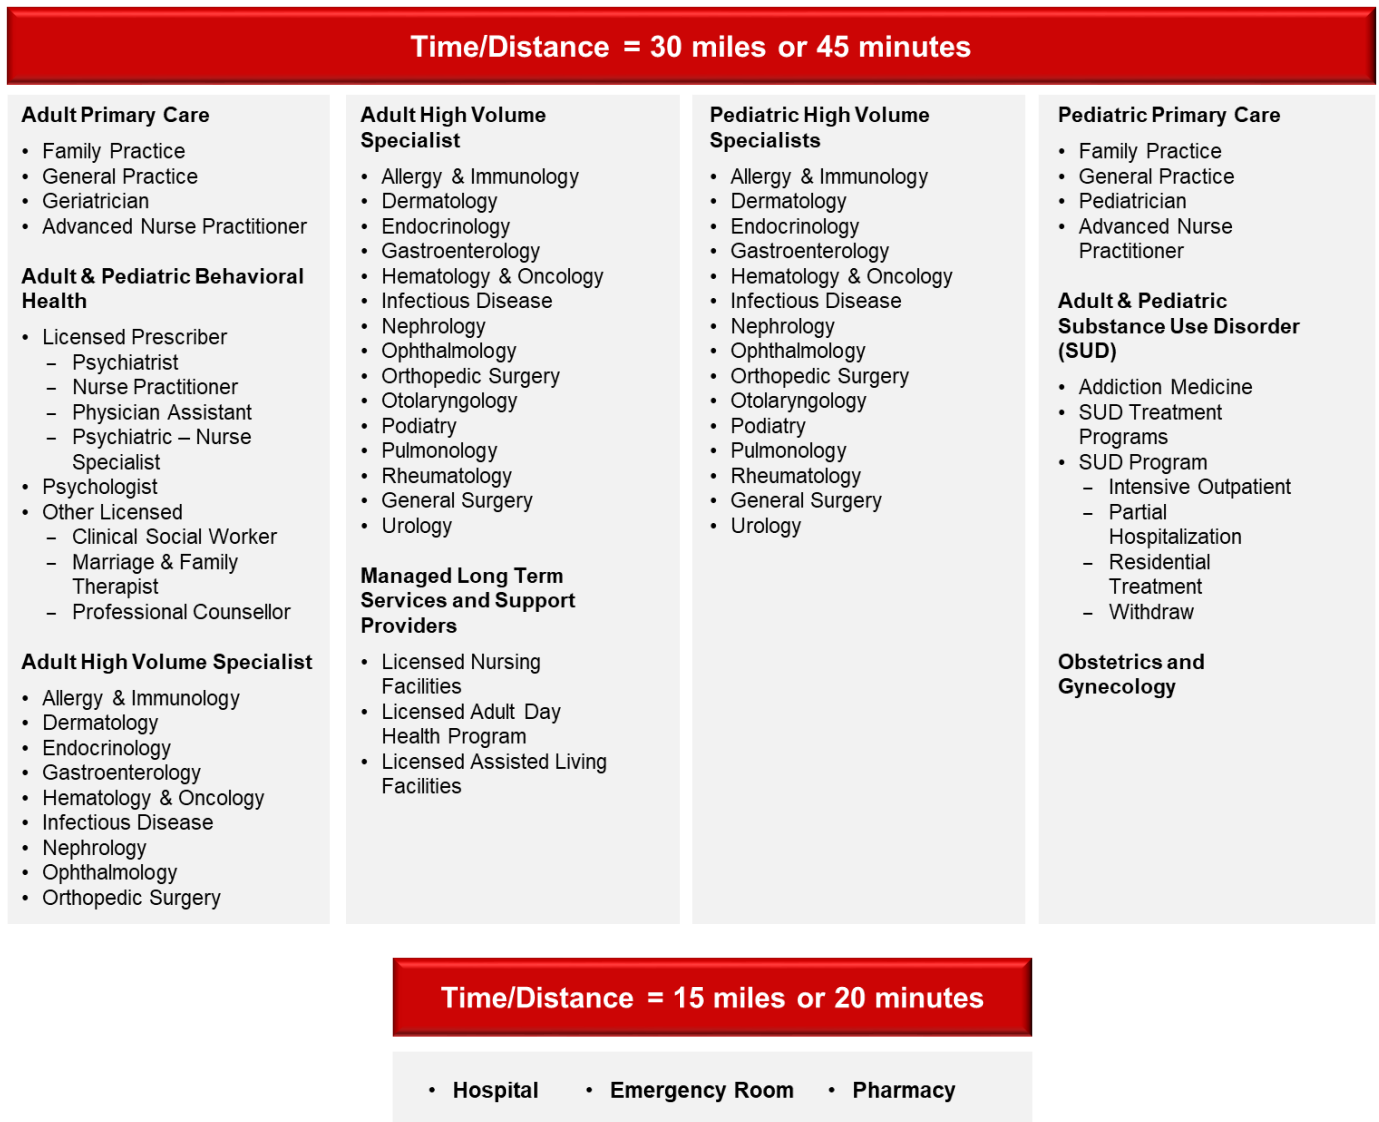 Time/Distance = 30 miles or 45 minutes
Adult Primary Care
• Family Practice
• General Practice
• Geriatrician
• Advanced Nurse Practitioner
Adult & Pediatric Behavioral
Health
• Licensed Prescriber
– Psychiatrist
– Nurse Practitioner
– Physician Assistant
– Psychiatric – Nurse
Specialist
• Psychologist
• Other Licensed
– Clinical Social Worker
– Marriage & Family
Therapist
– Professional Counsellor
Adult High Volume Specialist
• Allergy & Immunology
• Dermatology
• Endocrinology
• Gastroenterology
• Hematology & Oncology
• Infectious Disease
• Nephrology
• Ophthalmology
• Orthopedic Surgery
Adult High Volume
Specialist
• Allergy & Immunology
• Dermatology
• Endocrinology
• Gastroenterology
• Hematology & Oncology
• Infectious Disease
• Nephrology
• Ophthalmology
• Orthopedic Surgery
• Otolaryngology
• Podiatry
• Pulmonology
• Rheumatology
• General Surgery
• Urology
Managed Long Term
Services and Support
Providers
• Licensed Nursing
Facilities
• Licensed Adult Day
Health Program
• Licensed Assisted Living
Facilities
Pediatric High Volume
Specialists
• Allergy & Immunology
• Dermatology
• Endocrinology
• Gastroenterology
• Hematology & Oncology
• Infectious Disease
• Nephrology
• Ophthalmology
• Orthopedic Surgery
• Otolaryngology
• Podiatry
• Pulmonology
• Rheumatology
• General Surgery
• Urology
Pediatric Primary Care
• Family Practice
• General Practice
• Pediatrician
• Advanced Nurse
Practitioner
Adult & Pediatric
Substance Use Disorder
(SUD)
• Addiction Medicine
• SUD Treatment
Programs
• SUD Program
– Intensive Outpatient
– Partial
Hospitalization
– Residential
Treatment
– Withdraw
Obstetrics and
Gynecology
Time/Distance = 15 miles or 20 minutes
• Hospital • Emergency Room • Pharmacy